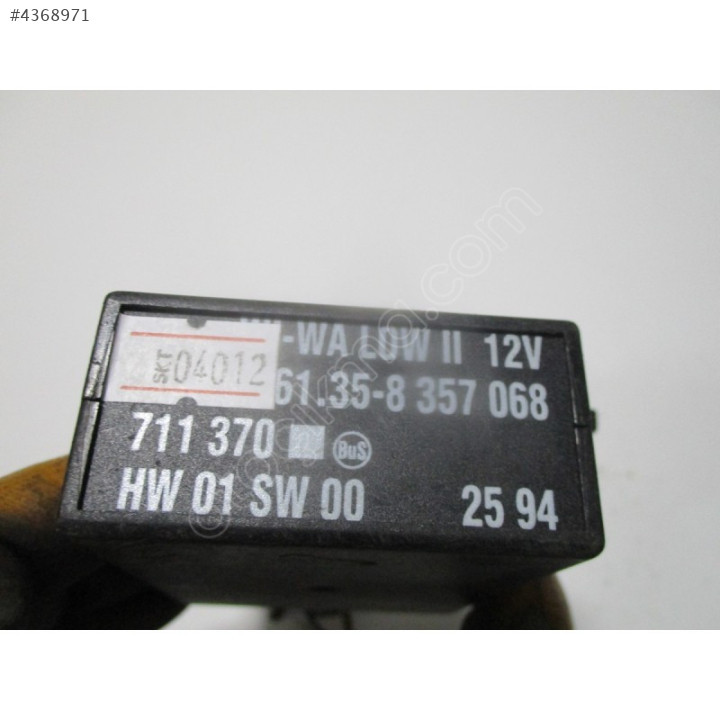 #4368971
-WA LOW II 12V
SKT 04012
61.35-8 357 068
711 370 BuS
HW 01 SW 00 25 94